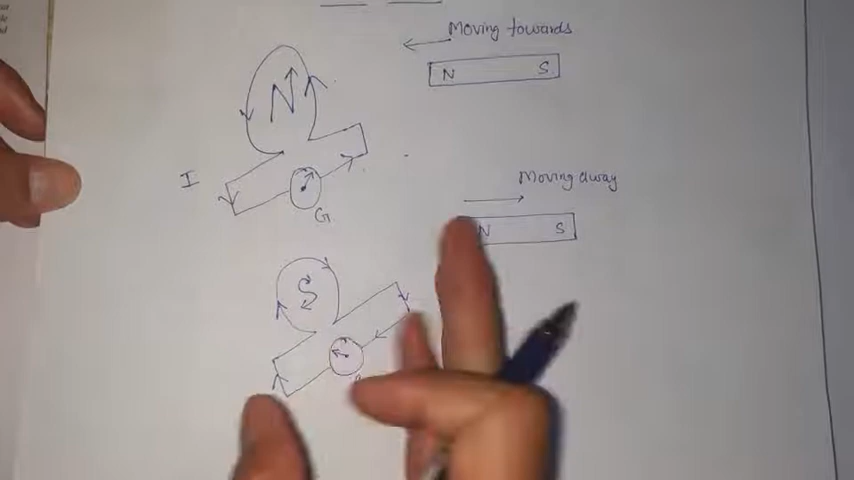 Moving towards
N
N S
I
G
Moving away
N S
S